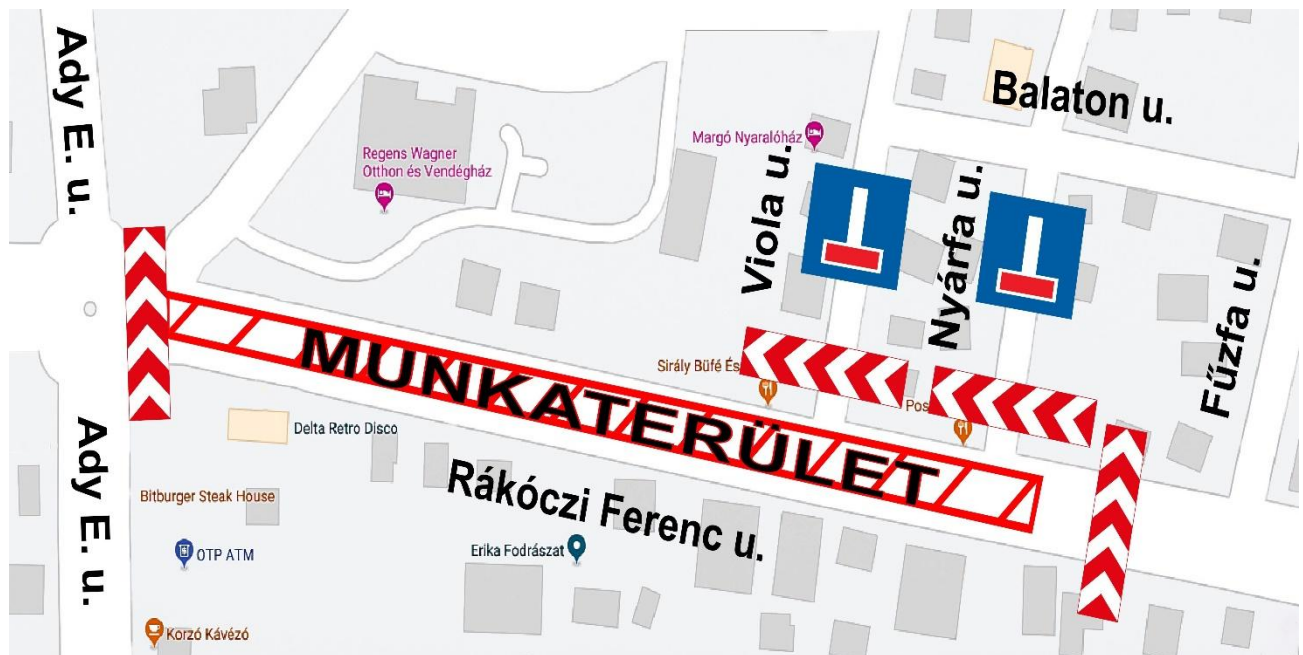 Ady E. u.
Balaton u.
Margó Nyaralóház
Regens Wagner
Otthon és Vendégház
Viola u.
Nyárfa u.
Fűzfa u.
MUNKATERÜLET
Sirály Büfé És
Pos
Delta Retro Disco
Rákóczi Ferenc u.
Ady E. u.
Bitburger Steak House
OTP ATM
Erika Fodrászat
Korzó Kávézó